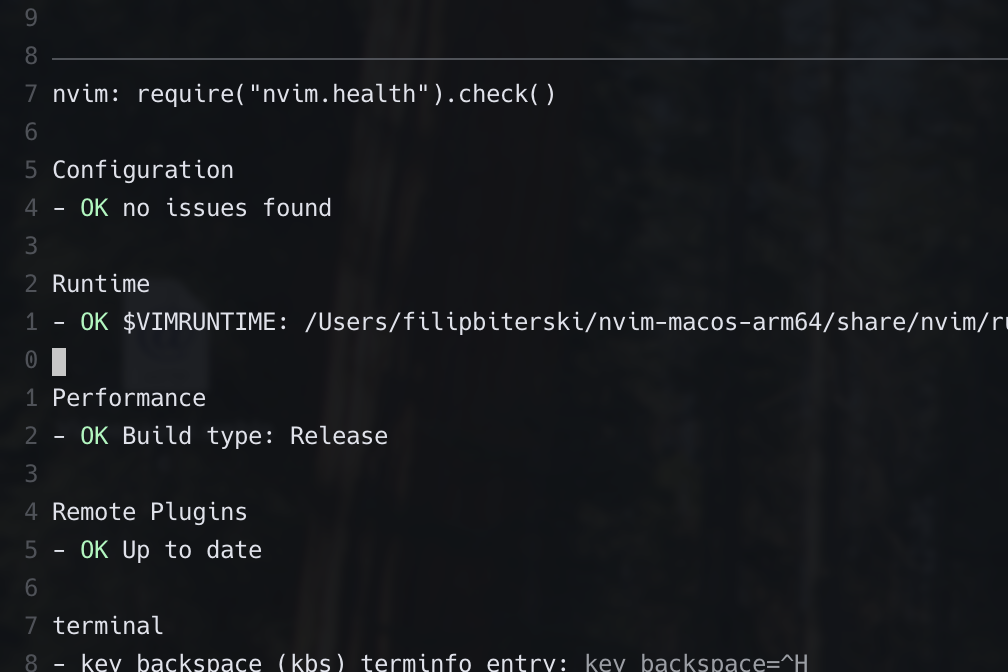 9
8
7 nvim: require("nvim.health").check()
6
5 Configuration
4 - OK no issues found
3
2 Runtime
1 - OK $VIMRUNTIME: /Users/filipbiterski/nvim-macos-arm64/share/nvim/ru
0
1 Performance
2 - OK Build type: Release
3
4 Remote Plugins
5 - OK Up to date
6
7 terminal
8 - key_backspace (kbs) terminfo entry: key_backspace=^H